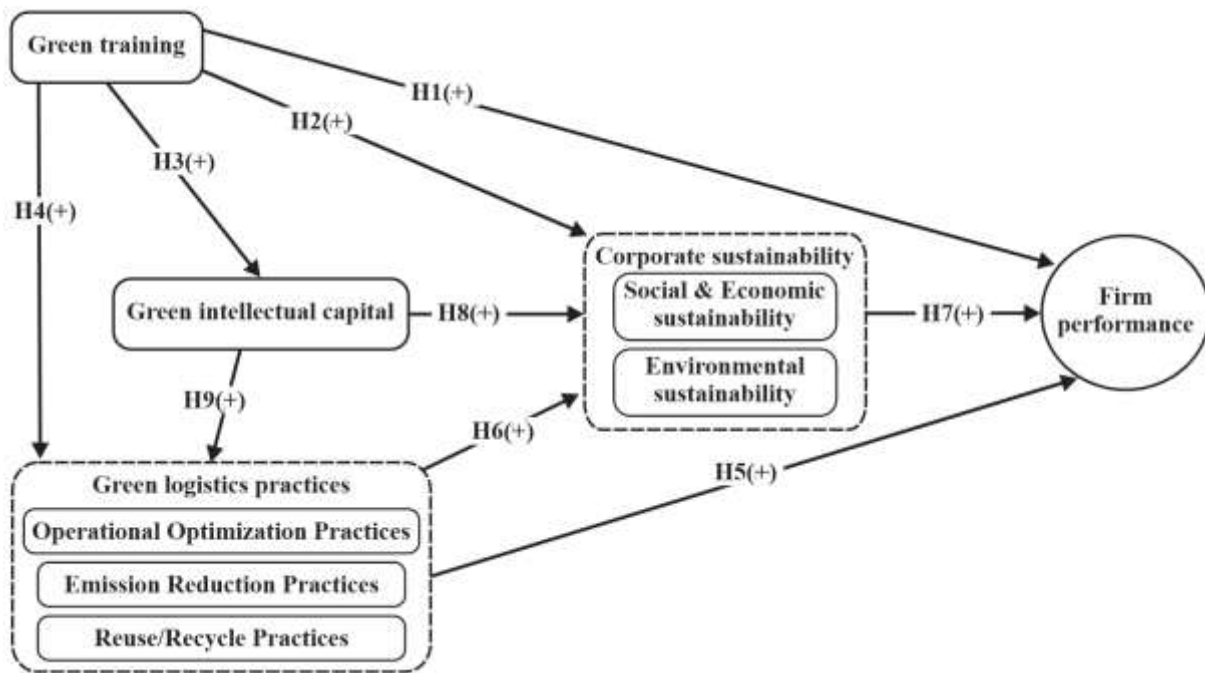 Green training
H1(+)
H2(+)
H3(+)
H4(+)
Corporate sustainability
Social & Economic
sustainability
Environmental
sustainability
Firm
performance
Green intellectual capital
H8(+)
H7(+)
H9(+)
H6(+)
H5(+)
Green logistics practices
Operational Optimization Practices
Emission Reduction Practices
Reuse/Recycle Practices